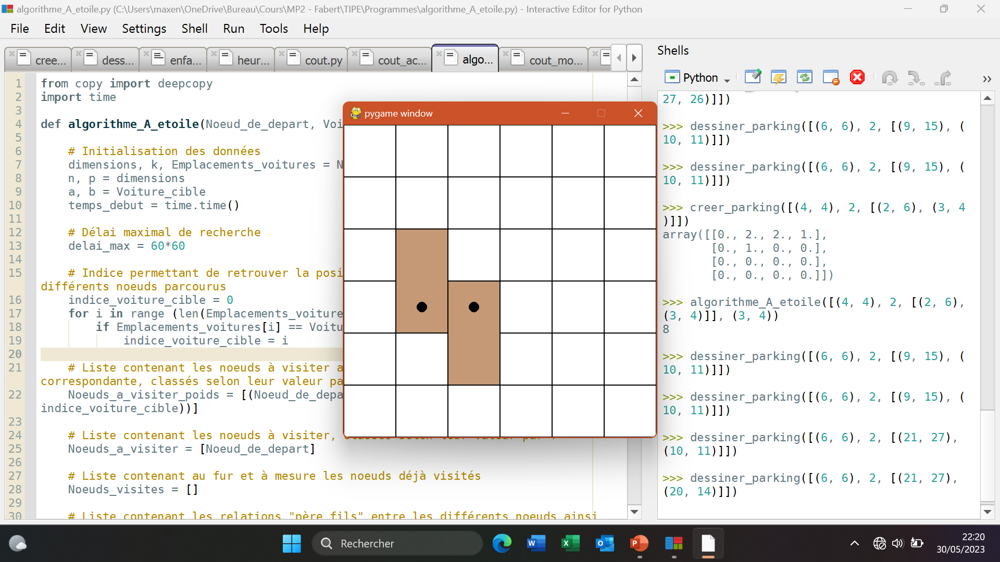 algorithme_A_etoile.py (C:\Users\maxen\OneDrive\Bureau\Cours\MP2 - Fabert\TIPE\Programmes\algorithme_A_etoile.py) - Interactive Editor for Python
File Edit View Settings Shell Run Tools Help
cree... dess... enfa... heur... cout.py cout_ac... algo... cout_mo...
1 from copy import deepcopy
2 import time
3
4 def algorithme_A_etoile(Noeud_de_depart, Voi
5
6 # Initialisation des données
7 dimensions, k, Emplacements_voitures = N
8 n, p = dimensions
9 a, b = Voiture_cible
10 temps_debut = time.time()
11
12 # Délai maximal de recherche
13 delai_max = 60*60
14
15 # Indice permettant de retrouver la posi
différents noeuds parcourus
16 indice_voiture_cible = 0
17 for i in range (len(Emplacements_voiture
18 if Emplacements_voitures[i] == Voitu
19 indice_voiture_cible = i
20
21 # Liste contenant les noeuds à visiter a
correspondante, classés selon leur valeur pa
22 Noeuds_a_visiter_poids = [(Noeud_de_depa
indice_voiture_cible))]
23
24 # Liste contenant les noeuds à visiter, classés selon leur valeur par
25 Noeuds_a_visiter = [Noeud_de_depart]
26
27 # Liste contenant au fur et à mesure les noeuds déjà visités
28 Noeuds_visites = []
29
30 # Liste contenant les relations "père fils" entre les différents noeuds ainsi
pygame window
Shells
Python
27, 26)]])
>>> dessiner_parking([(6, 6), 2, [(9, 15), (
10, 11)]])
>>> dessiner_parking([(6, 6), 2, [(9, 15), (
10, 11)]])
>>> creer_parking([(4, 4), 2, [(2, 6), (3, 4
)]])
array([[0., 2., 2., 1.],
[0., 1., 0., 0.],
[0., 0., 0., 0.],
[0., 0., 0., 0.]])
>>> algorithme_A_etoile([(4, 4), 2, [(2, 6),
(3, 4)]], (3, 4))
8
>>> dessiner_parking([(6, 6), 2, [(9, 15), (
10, 11)]])
>>> dessiner_parking([(6, 6), 2, [(9, 15), (
10, 11)]])
>>> dessiner_parking([(6, 6), 2, [(21, 27),
(10, 11)]])
>>> dessiner_parking([(6, 6), 2, [(21, 27),
(20, 14)]])
Rechercher
22:20
30/05/2023